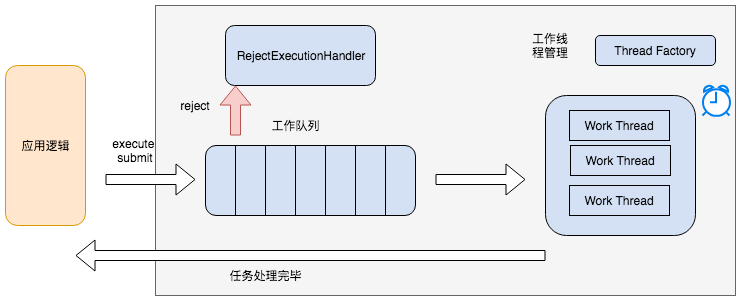 RejectExecutionHandler
工作线
程管理
Thread Factory
reject
工作队列
execute
submit
应用逻辑
Work Thread
Work Thread
Work Thread
任务处理完毕